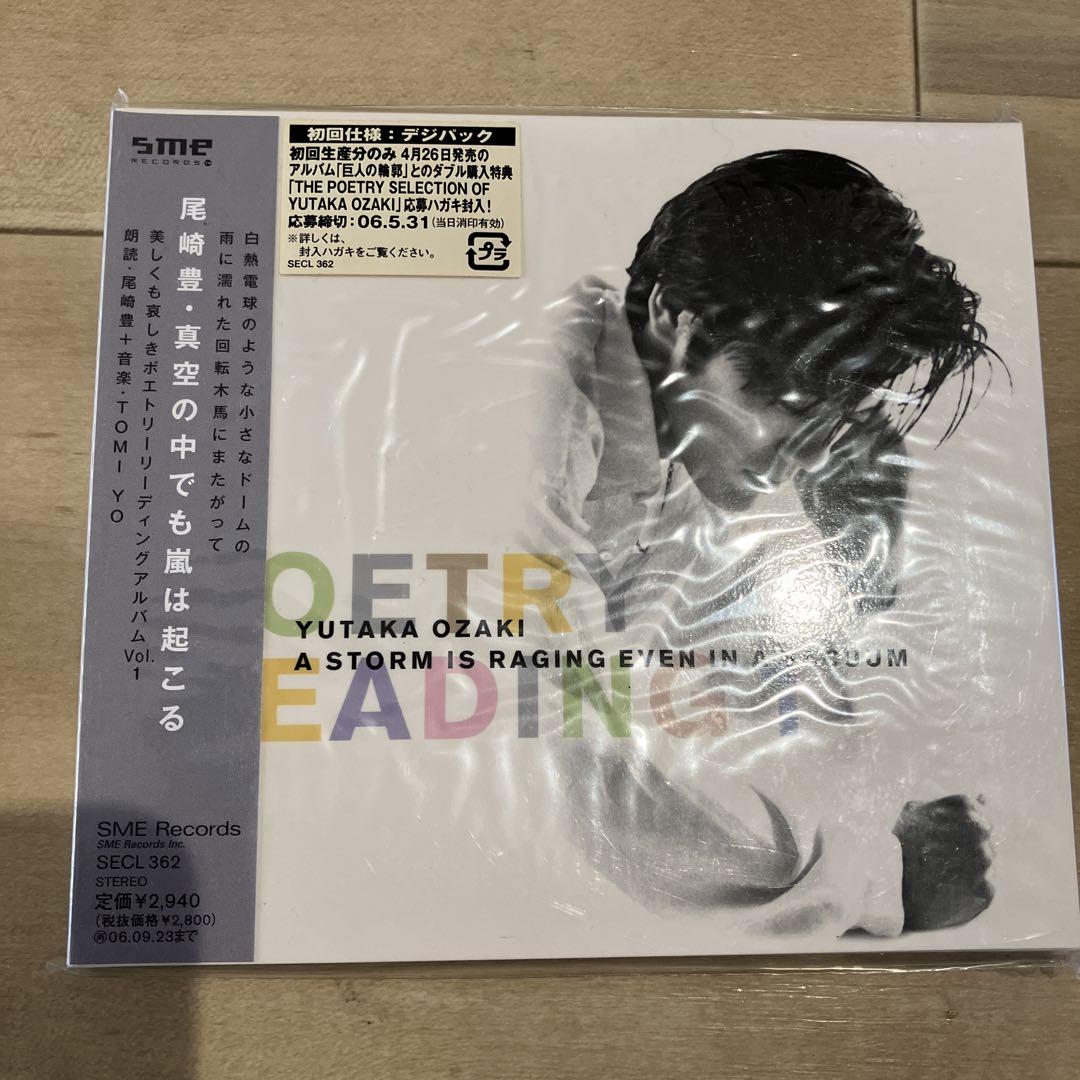 sme
RECORDS
尾崎豊・真空の中でも嵐は起こる
白熱電球のような小さなドームの
雨に濡れた回転木馬にまたがって
美しくも哀しきポエトリーリーディングアルバムVol.1
朗読・尾崎豊＋音楽・TOMI YO
SME Records
SME Records Inc.
SECL 362
STEREO
定価¥2,940
(税抜価格¥2,800)
㊢06.09.23まで
初回仕様：デジパック
初回生産分のみ 4月26日発売の
アルバム「巨人の輪郭」とのダブル購入特典
「THE POETRY SELECTION OF
YUTAKA OZAKI」応募ハガキ封入！
応募締切：06.5.31(当日消印有効)
※詳しくは、
封入ハガキをご覧ください。
SECL 362
プラ
OETRY
YUTAKA OZAKI
A STORM IS RAGING EVEN IN A VACUUM
EADING 1